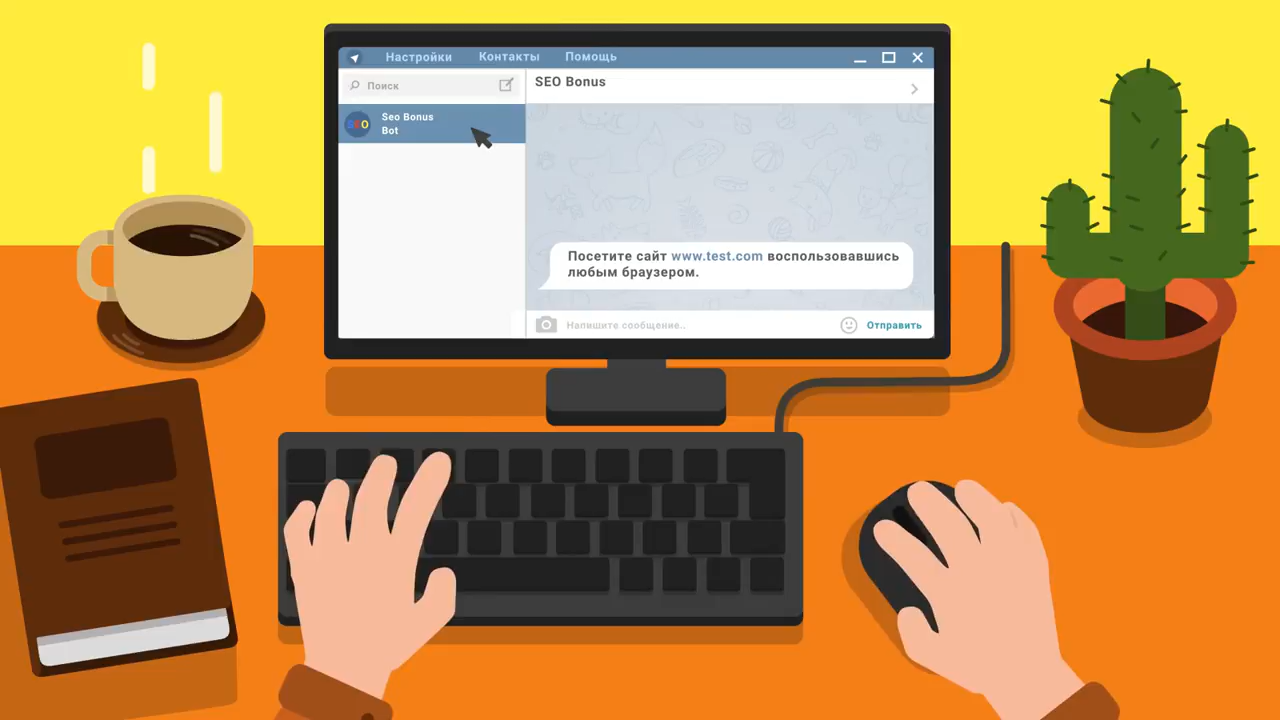 Настройки Контакты Помощь
Поиск
SEO Bonus
SEO
Seo Bonus
Bot
Посетите сайт www.test.com воспользовавшись
любым браузером.
Напишите сообщение...
Отправить